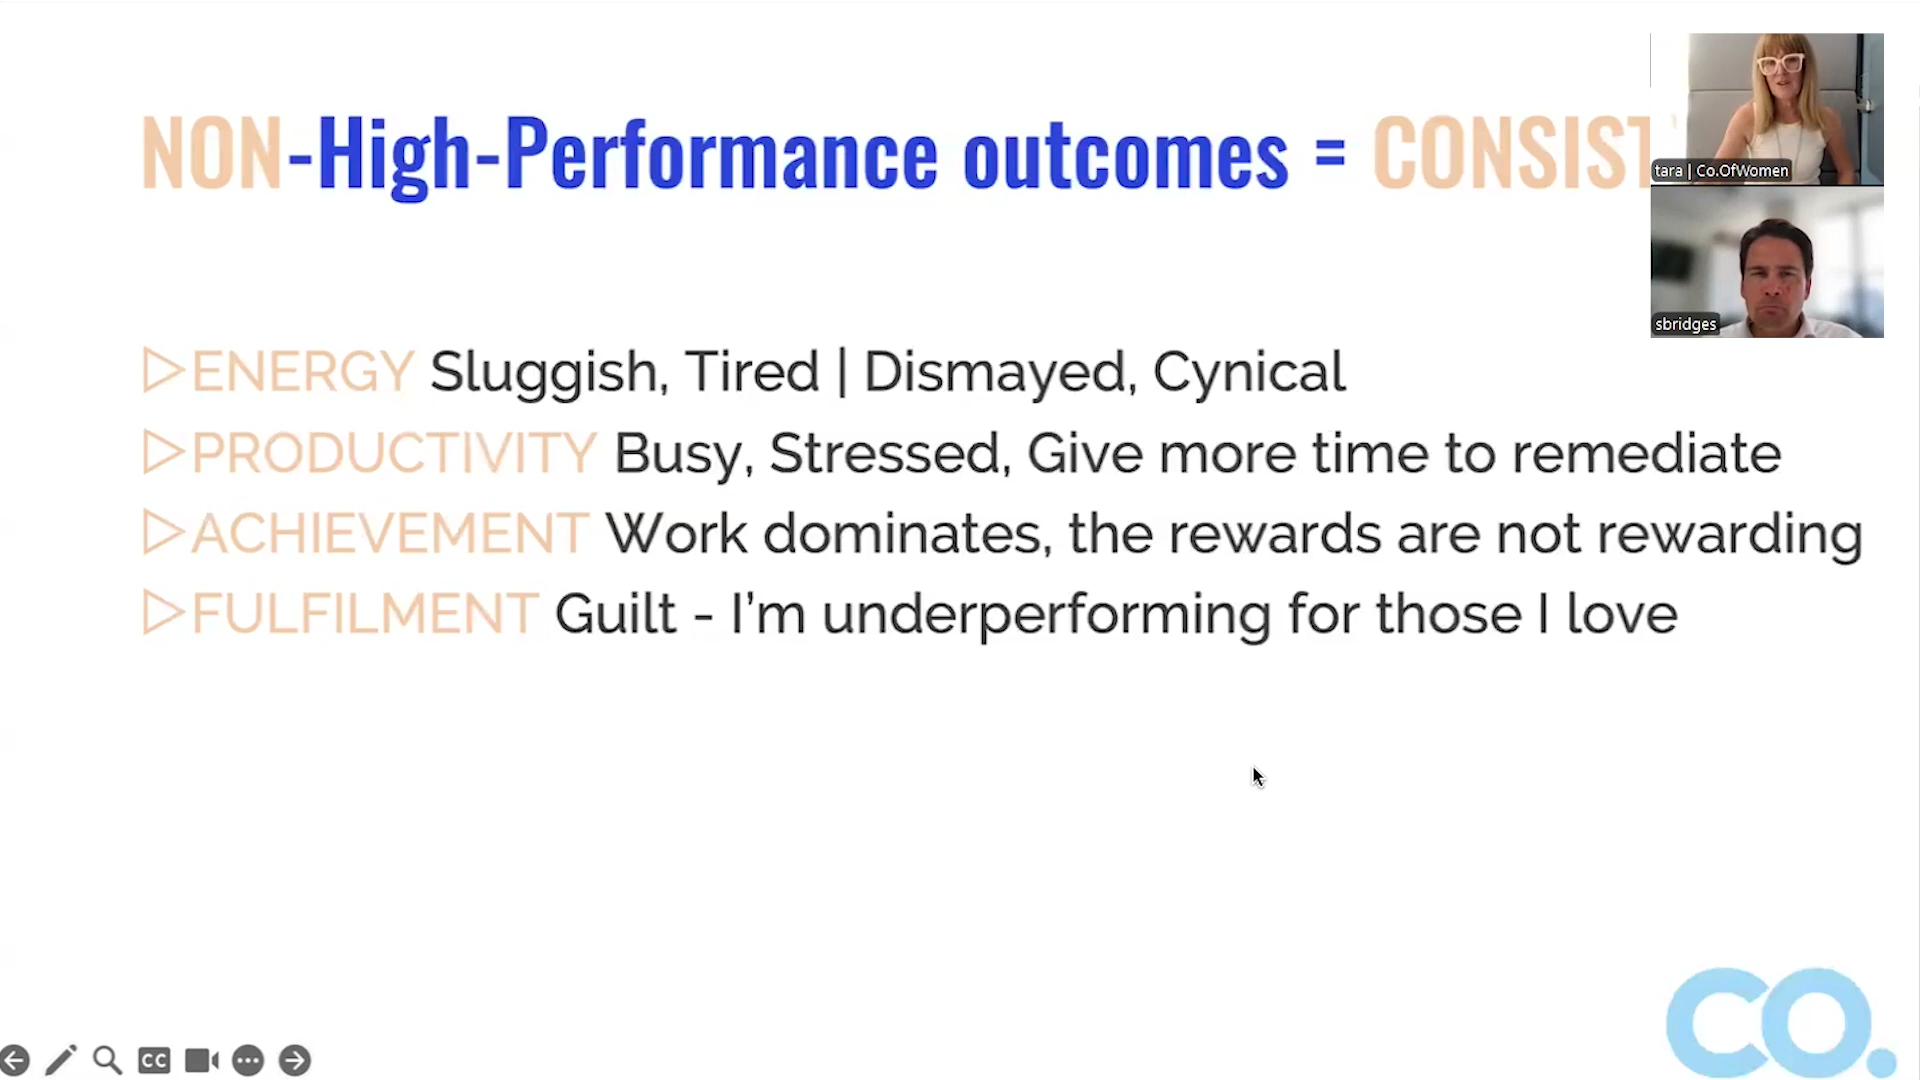 NON-High-Performance outcomes = CONSIST
tara | Co.OfWomen
sbridges
ENERGY Sluggish, Tired | Dismayed, Cynical
PRODUCTIVITY Busy, Stressed, Give more time to remediate
ACHIEVEMENT Work dominates, the rewards are not rewarding
FULFILMENT Guilt - I’m underperforming for those I love
CC
CO.